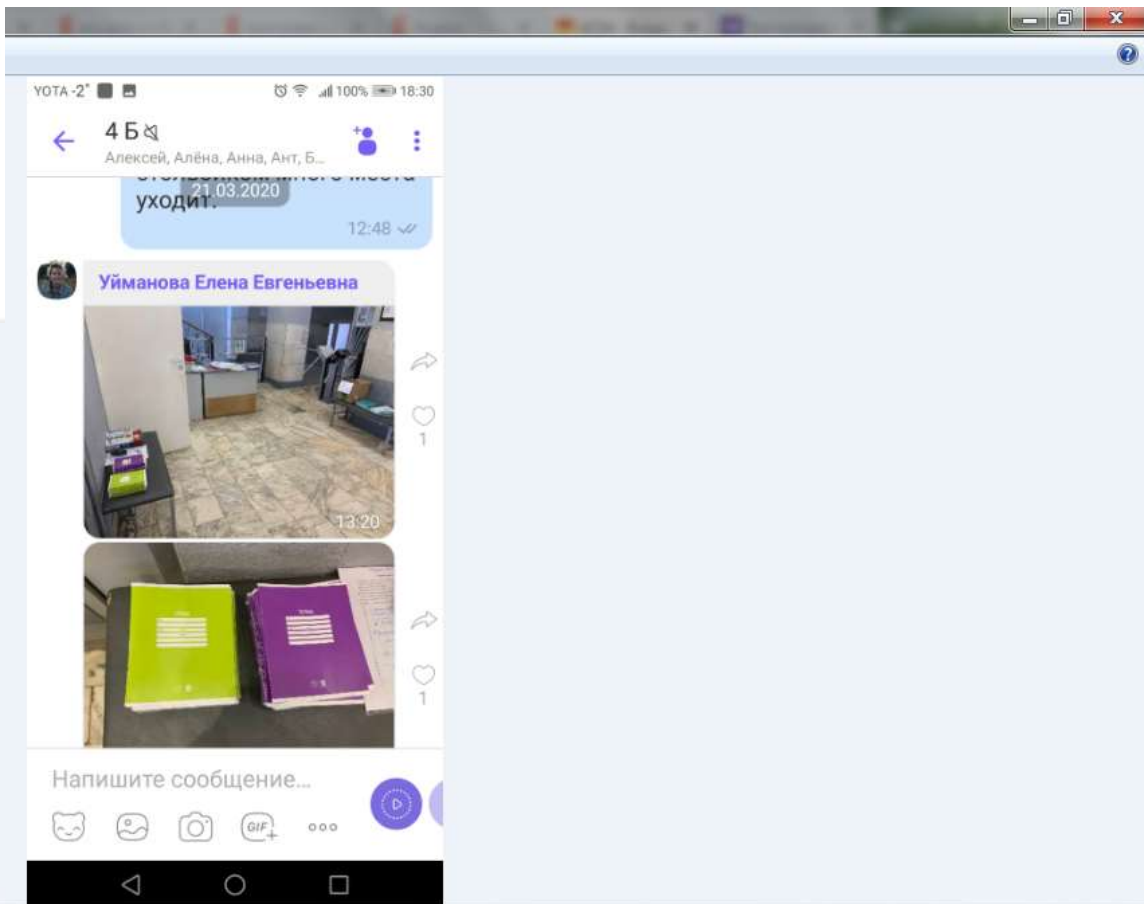 YOTA -2° 100% 18:30
4 Б
Алексей, Алёна, Анна, Ант, Б...
21.03.2020
уходит.
12:48
Уйманова Елена Евгеньевна
1
13:20
1
Напишите сообщение...
GIF